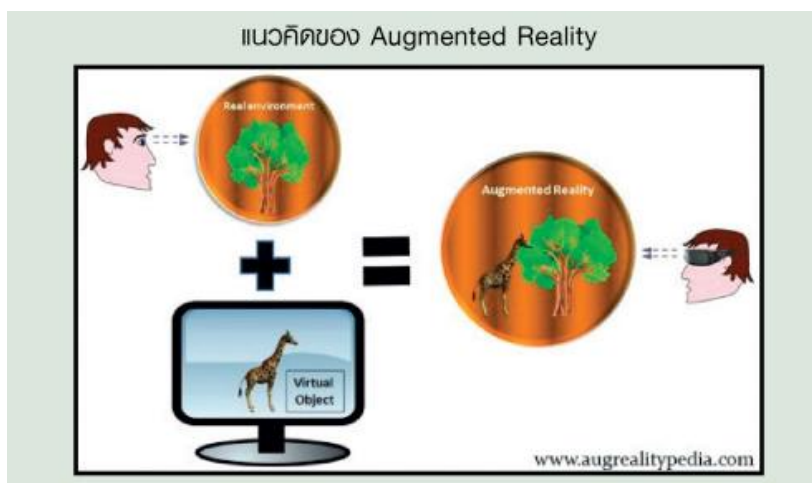 แนวคิดของ Augmented Reality
Real environment
Augmented Reality
Virtual
Object
www.augrealitypedia.com